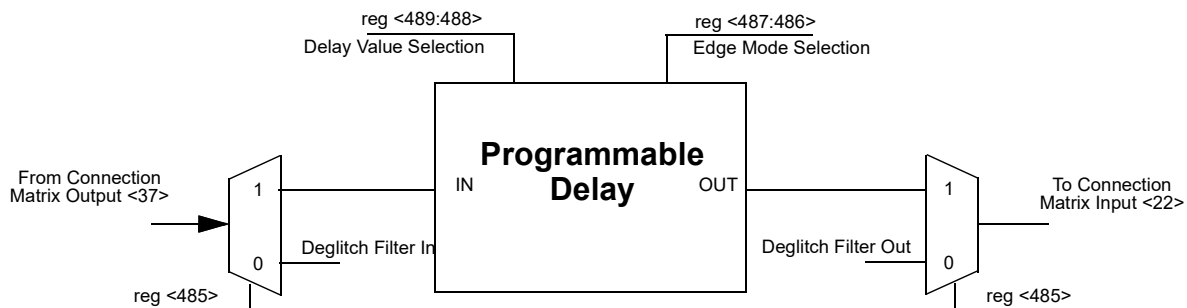 reg <489:488>
Delay Value Selection
reg <487:486>
Edge Mode Selection
Programmable
Delay
From Connection
Matrix Output <37>
1
IN
OUT
1
To Connection
Matrix Input <22>
0
Deglitch Filter In
Deglitch Filter Out
0
reg <485>
reg <485>